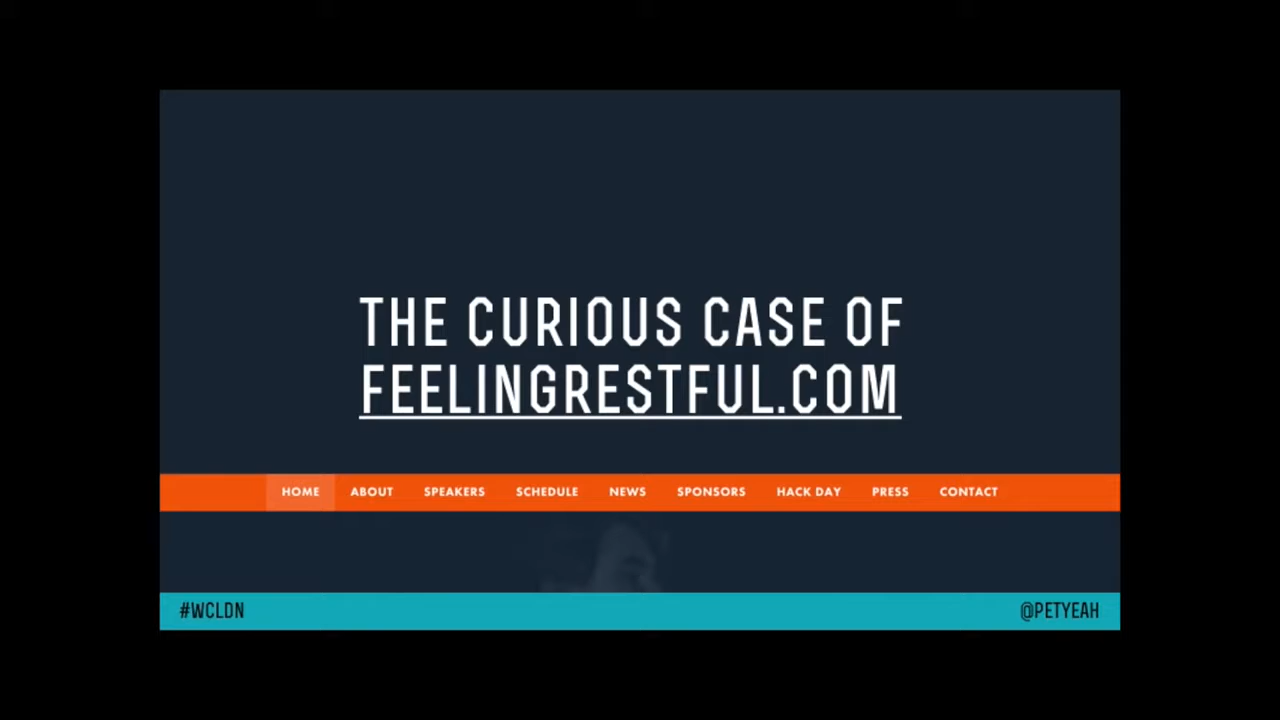 THE CURIOUS CASE OF
FEELINGRESTFUL.COM
HOME ABOUT SPEAKERS SCHEDULE NEWS SPONSORS HACK DAY PRESS CONTACT
#WCLDN @PETYEAH